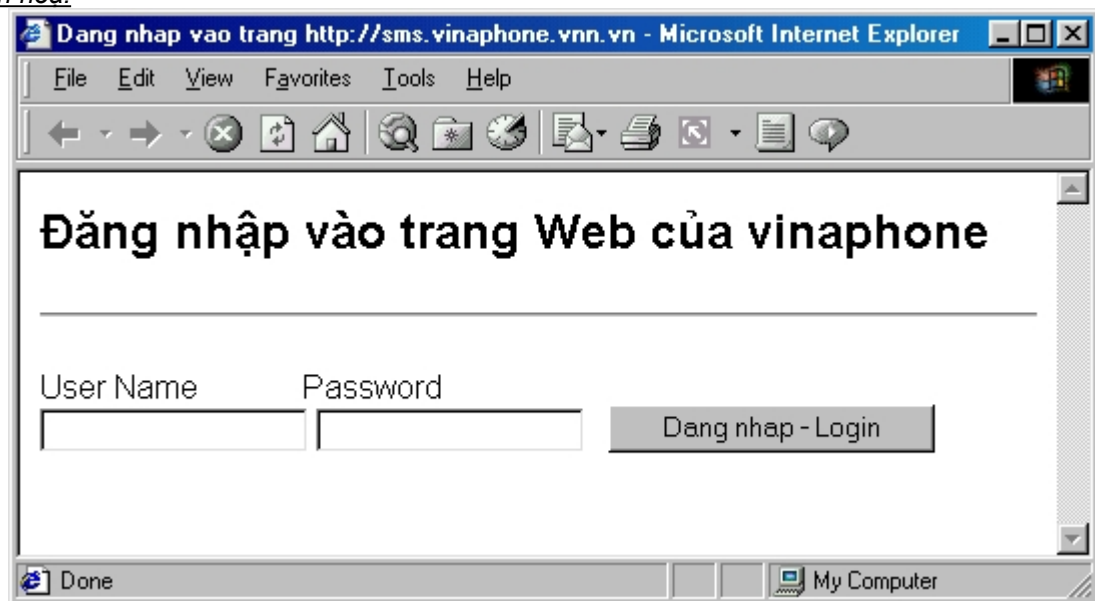 hoạ:
Dang nhap vao trang http://sms.vinaphone.vnn.vn - Microsoft Internet Explorer
File Edit View Favorites Tools Help
Đăng nhập vào trang Web của vinaphone
User Name Password
Dang nhap - Login
Done My Computer